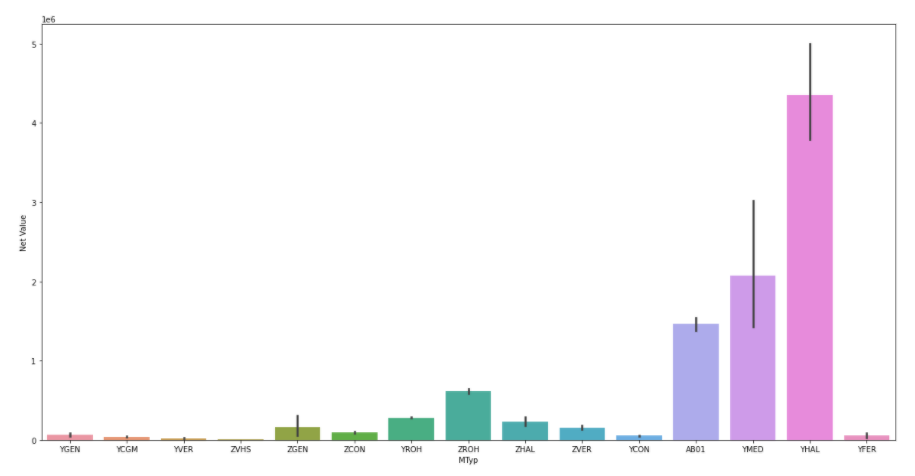 1e6
5
4
3
2
1
0
Net Value
YGEN YCGM YVER ZVHS ZGEN ZCON YROH ZROH ZHAL ZVER YCON AB01 YMED YHAL YFER
MTyp